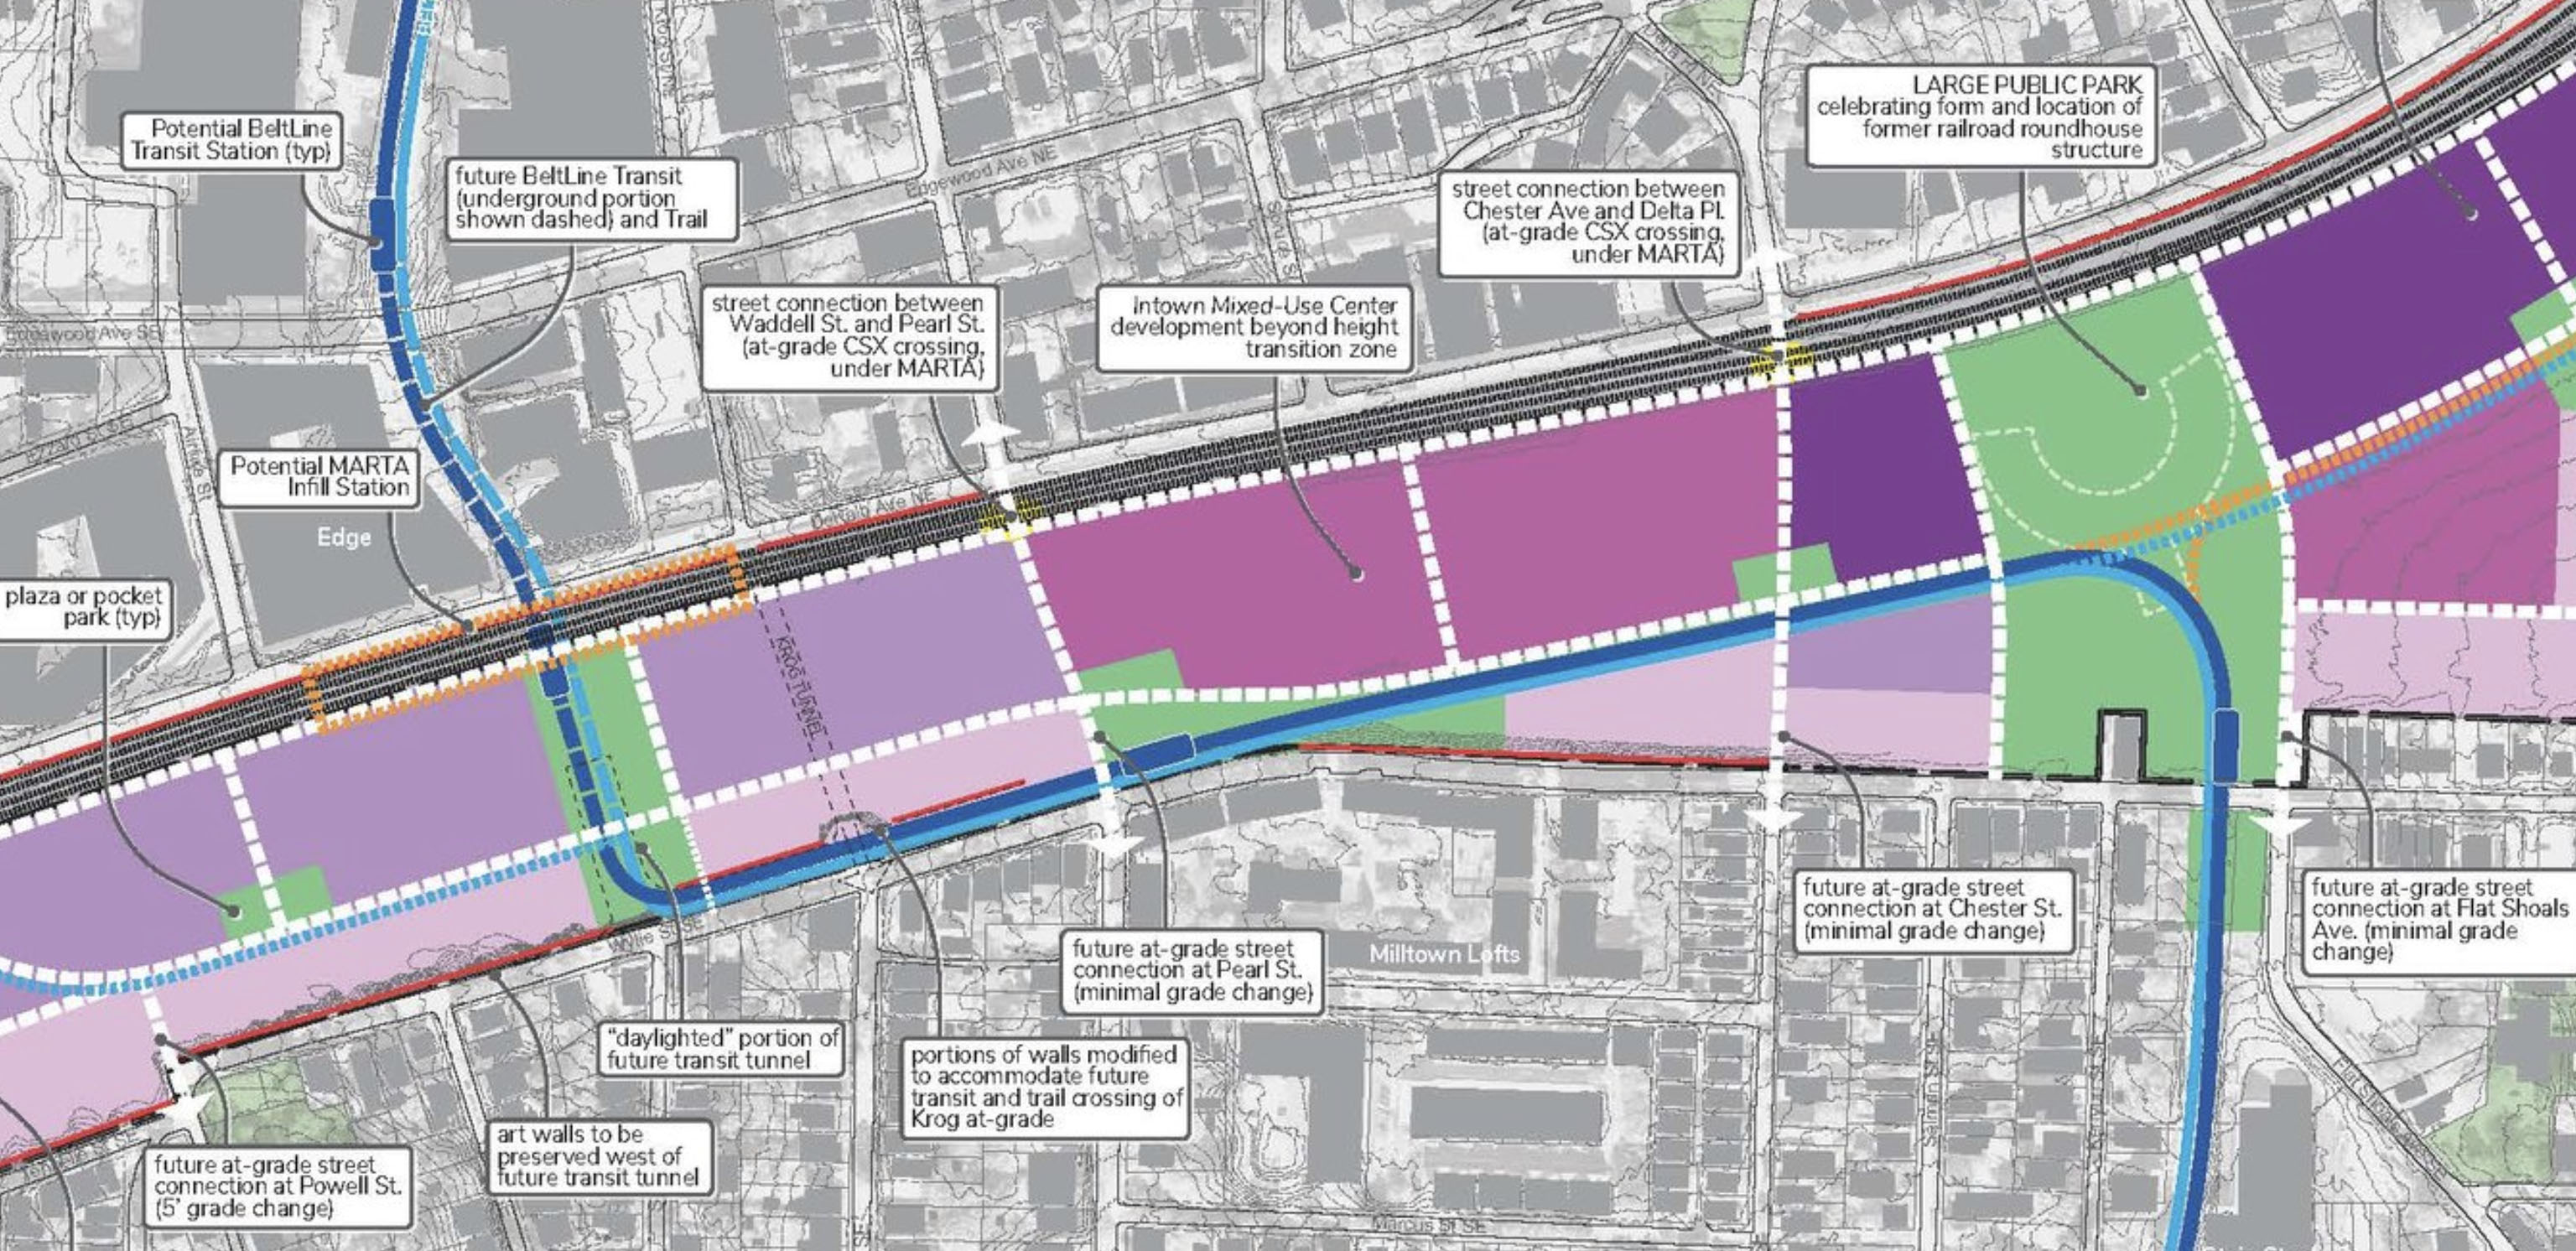 Potential BeltLine
Transit Station (typ)
future BeltLine Transit
(underground portion
shown dashed) and Trail
LARGE PUBLIC PARK
celebrating form and location of
former railroad roundhouse
structure
street connection between
Chester Ave and Delta Pl.
(at-grade CSX crossing,
under MARTA)
street connection between
Waddell St. and Pearl St.
(at-grade CSX crossing,
under MARTA)
Intown Mixed-Use Center
development beyond height
transition zone
Edgewood Ave NE
Edgewood Ave SE
Potential MARTA
Infill Station
Edge
plaza or pocket
park (typ)
KROG TUNNEL
Wylie St SE
"daylighted" portion of
future transit tunnel
art walls to be
preserved west of
future transit tunnel
future at-grade street
connection at Powell St.
(5' grade change)
portions of walls modified
to accommodate future
transit and trail crossing of
Krog at-grade
future at-grade street
connection at Pearl St.
(minimal grade change)
Milltown Lofts
future at-grade street
connection at Chester St.
(minimal grade change)
future at-grade street
connection at Flat Shoals
Ave. (minimal grade
change)
Marcus St SE